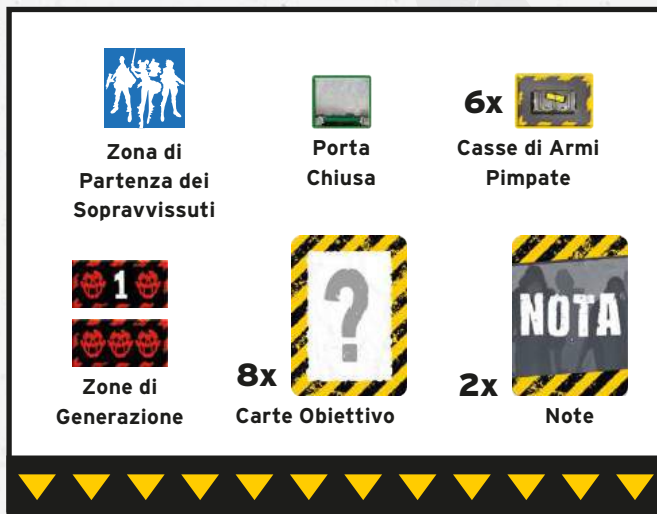 Zona di
Partenza dei
Sopravvissuti
Porta
Chiusa
6x
Casse di Armi
Pimpate
1
Zone di
Generazione
8x
?
Carte Obiettivo
2x
NOTA
Note